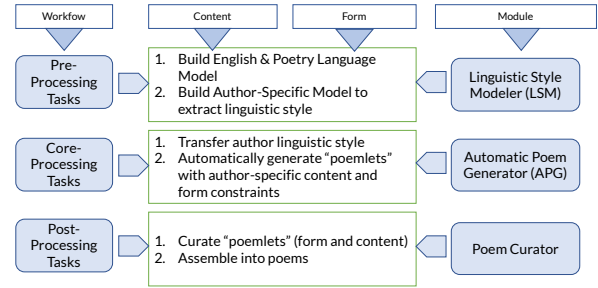 Workflow
Content
Form
Module
Pre-
Processing
Tasks
1. Build English & Poetry Language
Model
2. Build Author-Specific Model to
extract linguistic style
Linguistic Style
Modeler (LSM)
Core-
Processing
Tasks
1. Transfer author linguistic style
2. Automatically generate “poemlets”
with author-specific content and
form constraints
Automatic Poem
Generator (APG)
Post-
Processing
Tasks
1. Curate “poemlets” (form and content)
2. Assemble into poems
Poem Curator